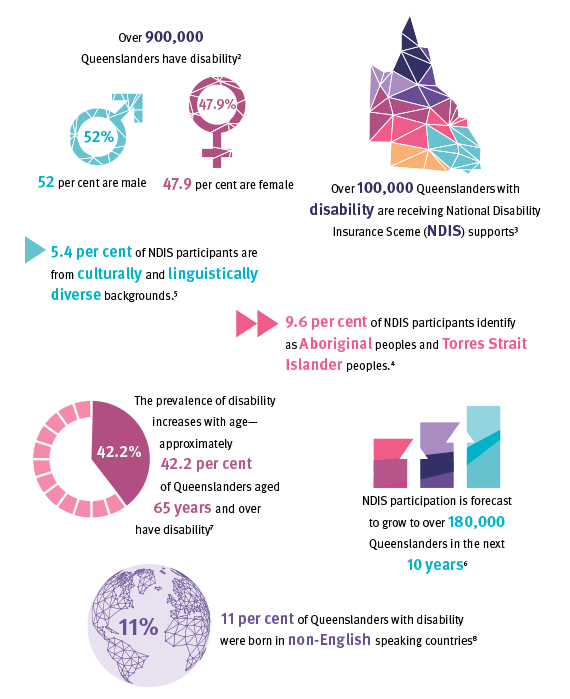 Over 900,000
Queenslanders have disability²
52%
47.9%
52 per cent are male
47.9 per cent are female
Over 100,000 Queenslanders with
disability are receiving National Disability
Insurance Sceme (NDIS) supports³
5.4 per cent of NDIS participants are
from culturally and linguistically
diverse backgrounds.⁵
9.6 per cent of NDIS participants identify
as Aboriginal peoples and Torres Strait
Islander peoples.⁴
The prevalence of disability
increases with age—
approximately
42.2 per cent
of Queenslanders aged
65 years and over
have disability⁷
42.2%
NDIS participation is forecast
to grow to over 180,000
Queenslanders in the next
10 years⁶
11%
11 per cent of Queenslanders with disability
were born in non-English speaking countries⁸